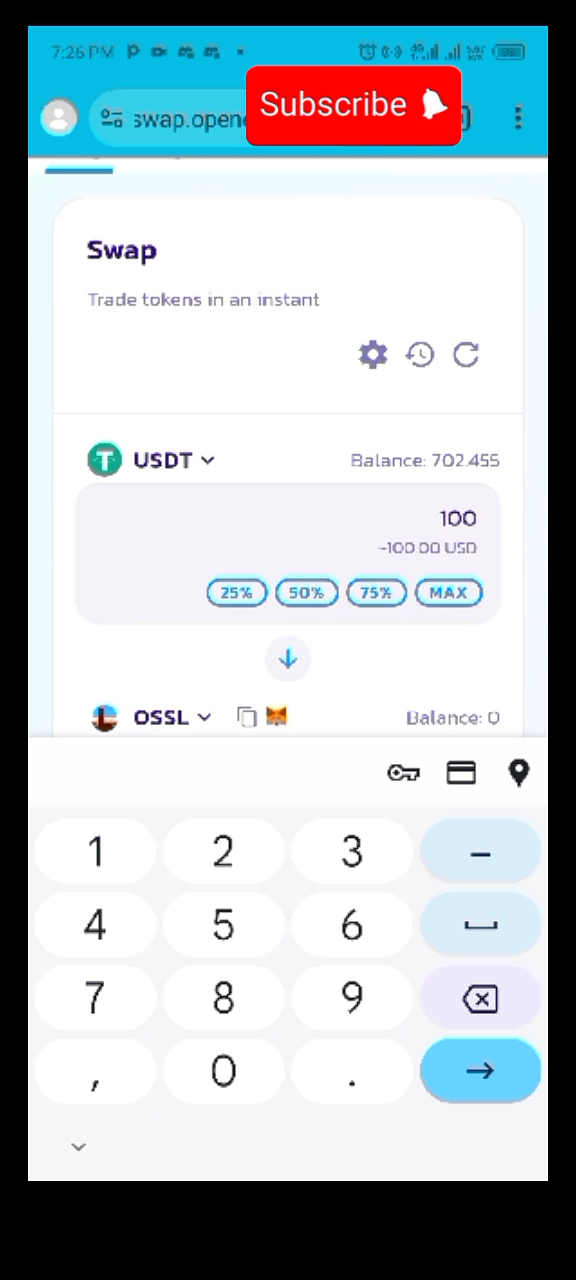 7:26 PM
swap.opene
Subscribe
Swap
Trade tokens in an instant
USDT
Balance: 702.455
100
~100.00 USD
25% 50% 75% MAX
OSSL
Balance: 0
1 2 3 –
4 5 6
7 8 9
, 0 .